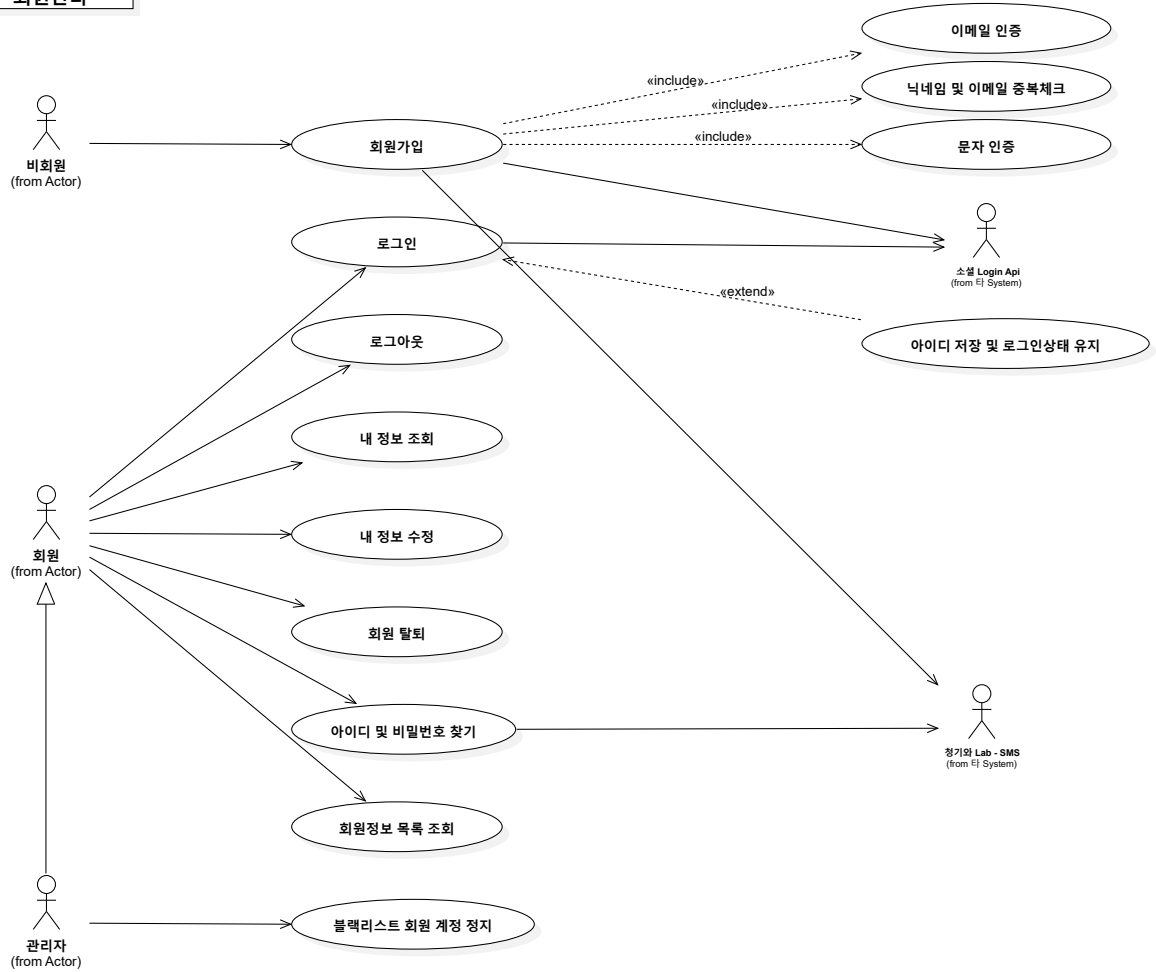 이메일 인증
«include»
닉네임 및 이메일 중복체크
«include»
회원가입
«include»
문자 인증
비회원
(from Actor)
로그인
소셜 Login Api
(from 타 System)
«extend»
로그아웃
아이디 저장 및 로그인상태 유지
내 정보 조회
내 정보 수정
회원
(from Actor)
회원 탈퇴
아이디 및 비밀번호 찾기
청기와 Lab - SMS
(from 타 System)
회원정보 목록 조회
블랙리스트 회원 계정 정지
관리자
(from Actor)